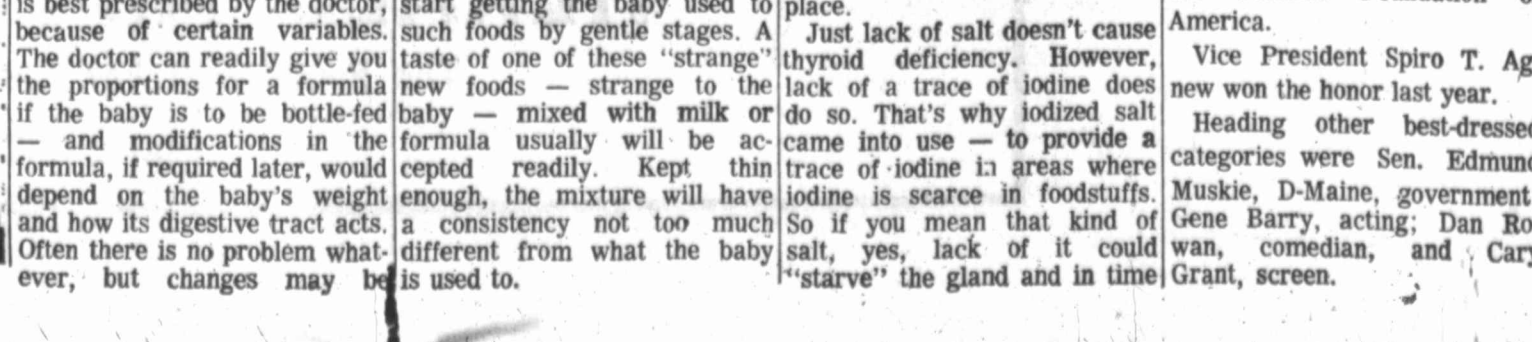 is best prescribed by the doctor,
because of certain variables.
The doctor can readily give you
the proportions for a formula
if the baby is to be bottle-fed
— and modifications in the
formula, if required later, would
depend on the baby's weight
and how its digestive tract acts.
Often there is no problem what-
ever, but changes may be
start getting the baby used to
such foods by gentle stages. A
taste of one of these "strange"
new foods — strange to the
baby — mixed with milk or
formula usually will be ac-
cepted readily. Kept thin
enough, the mixture will have
a consistency not too much
different from what the baby
is used to.
place.
Just lack of salt doesn't cause
thyroid deficiency. However,
lack of a trace of iodine does
do so. That's why iodized salt
came into use — to provide a
trace of iodine in areas where
iodine is scarce in foodstuffs.
So if you mean that kind of
salt, yes, lack of it could
"starve" the gland and in time
America.
Vice President Spiro T. Ag
new won the honor last year.
Heading other best-dresse
categories were Sen. Edmun
Muskie, D-Maine, government
Gene Barry, acting; Dan Ro
wan, comedian, and Cary
Grant, screen.